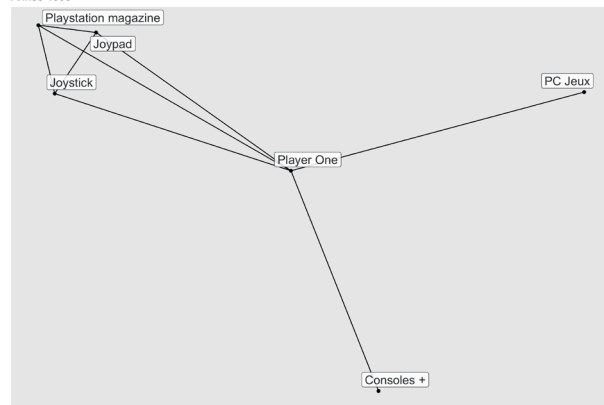 Playstation magazine
Joypad
Joystick
PC Jeux
Player One
Consoles +